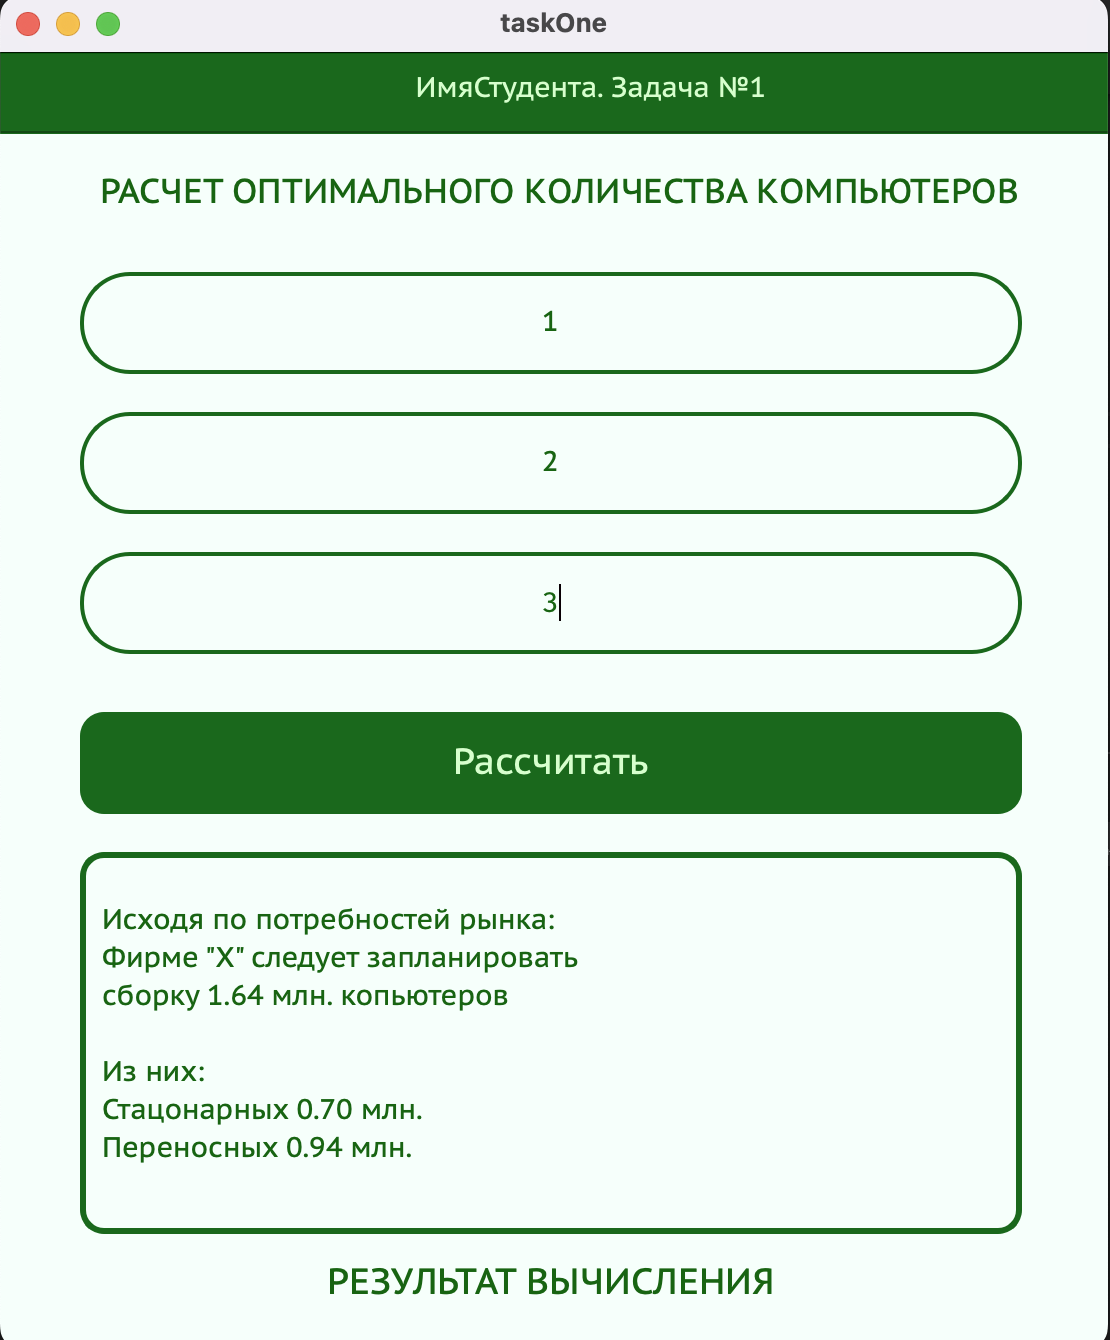 taskOne
ИмяСтудента. Задача №1
РАСЧЕТ ОПТИМАЛЬНОГО КОЛИЧЕСТВА КОМПЬЮТЕРОВ
1
2
3
Рассчитать
Исходя по потребностей рынка:
Фирме "X" следует запланировать
сборку 1.64 млн. копьютеров
Из них:
Стационарных 0.70 млн.
Переносных 0.94 млн.
РЕЗУЛЬТАТ ВЫЧИСЛЕНИЯ